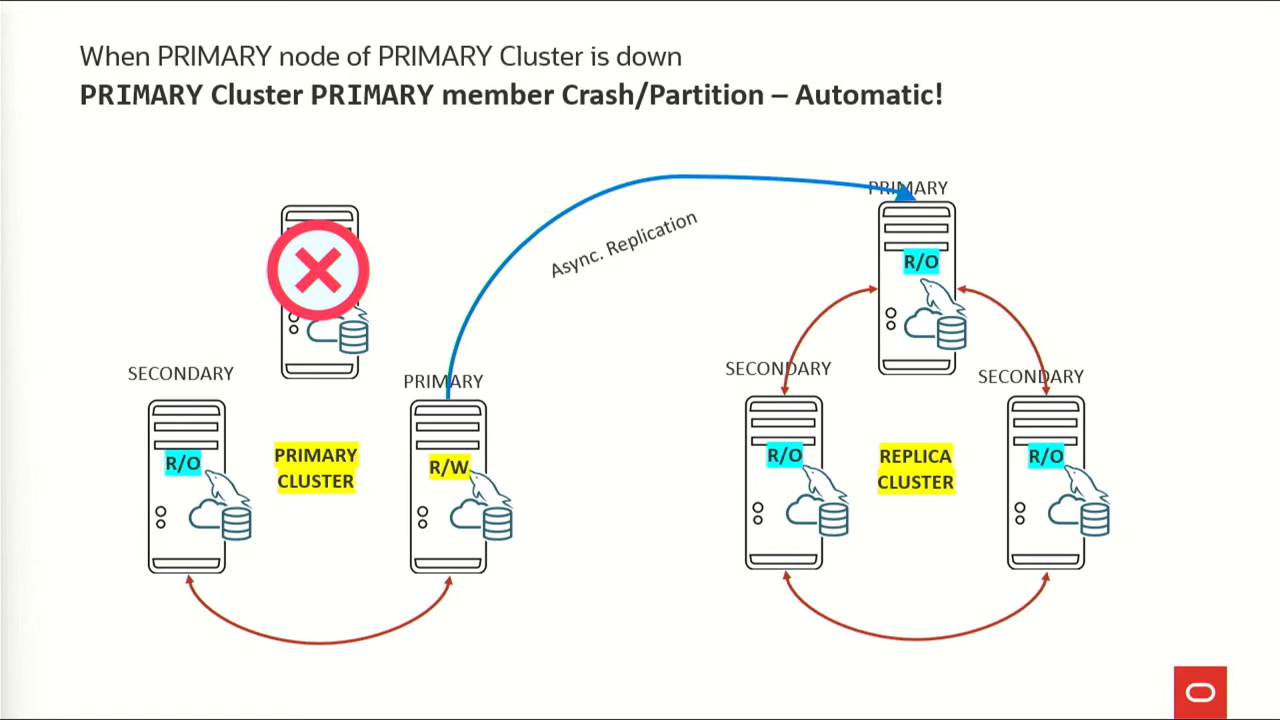 When PRIMARY node of PRIMARY Cluster is down
PRIMARY Cluster PRIMARY member Crash/Partition – Automatic!
PRIMARY
Async. Replication
R/O
SECONDARY
PRIMARY
SECONDARY
SECONDARY
R/O
PRIMARY
CLUSTER
R/W
R/O
REPLICA
CLUSTER
R/O